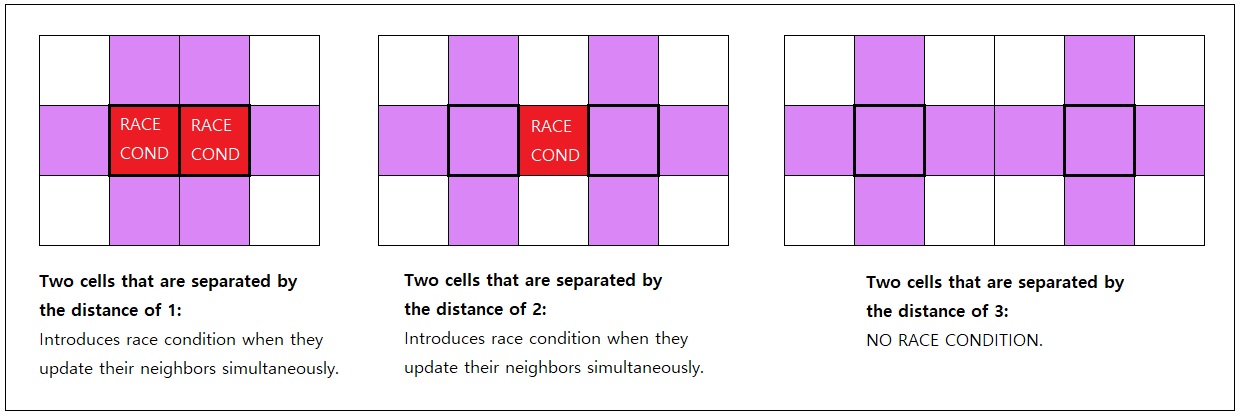 RACE
COND
RACE
COND
RACE
COND
Two cells that are separated by
the distance of 1:
Introduces race condition when they
update their neighbors simultaneously.
Two cells that are separated by
the distance of 2:
Introduces race condition when they
update their neighbors simultaneously.
Two cells that are separated by
the distance of 3:
NO RACE CONDITION.